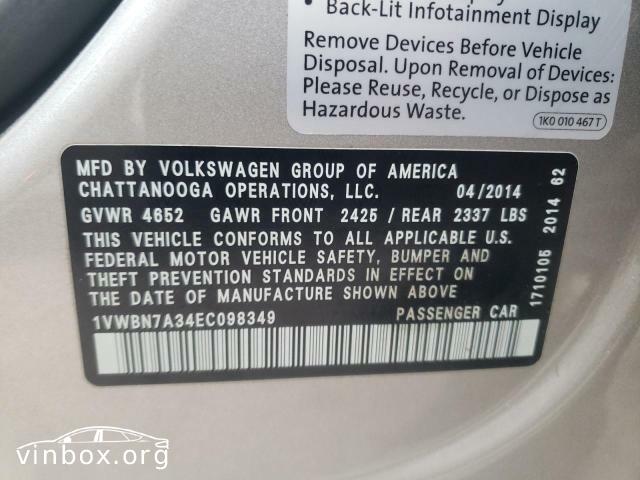 • Back-Lit Infotainment Display
Remove Devices Before Vehicle
Disposal. Upon Removal of Devices:
Please Reuse, Recycle, or Dispose as
Hazardous Waste.
1K0 010 467 T
MFD BY VOLKSWAGEN GROUP OF AMERICA
CHATTANOOGA OPERATIONS, LLC. 04/2014
GVWR 4652 GAWR FRONT 2425 / REAR 2337 LBS
THIS VEHICLE CONFORMS TO ALL APPLICABLE U.S.
FEDERAL MOTOR VEHICLE SAFETY, BUMPER AND
THEFT PREVENTION STANDARDS IN EFFECT ON
THE DATE OF MANUFACTURE SHOWN ABOVE
1VWBN7A34EC098349 PASSENGER CAR
1710106 2014 62
vinbox.org